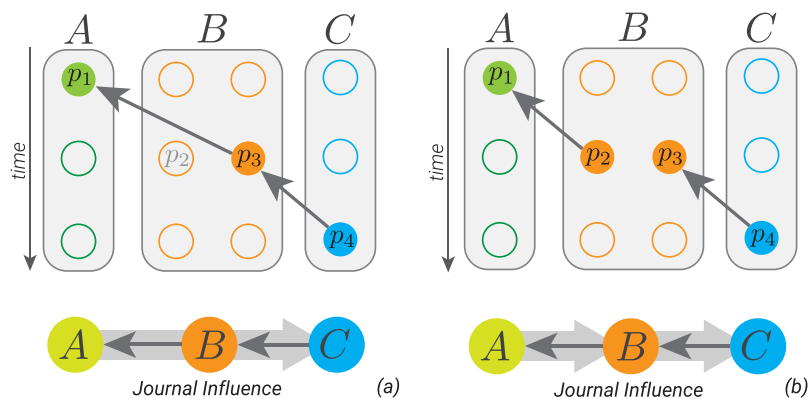 A B C
time
p1
p2 p3
p4
A B C
Journal Influence (a)
A B C
time
p1
p2 p3
p4
A B C
Journal Influence (b)